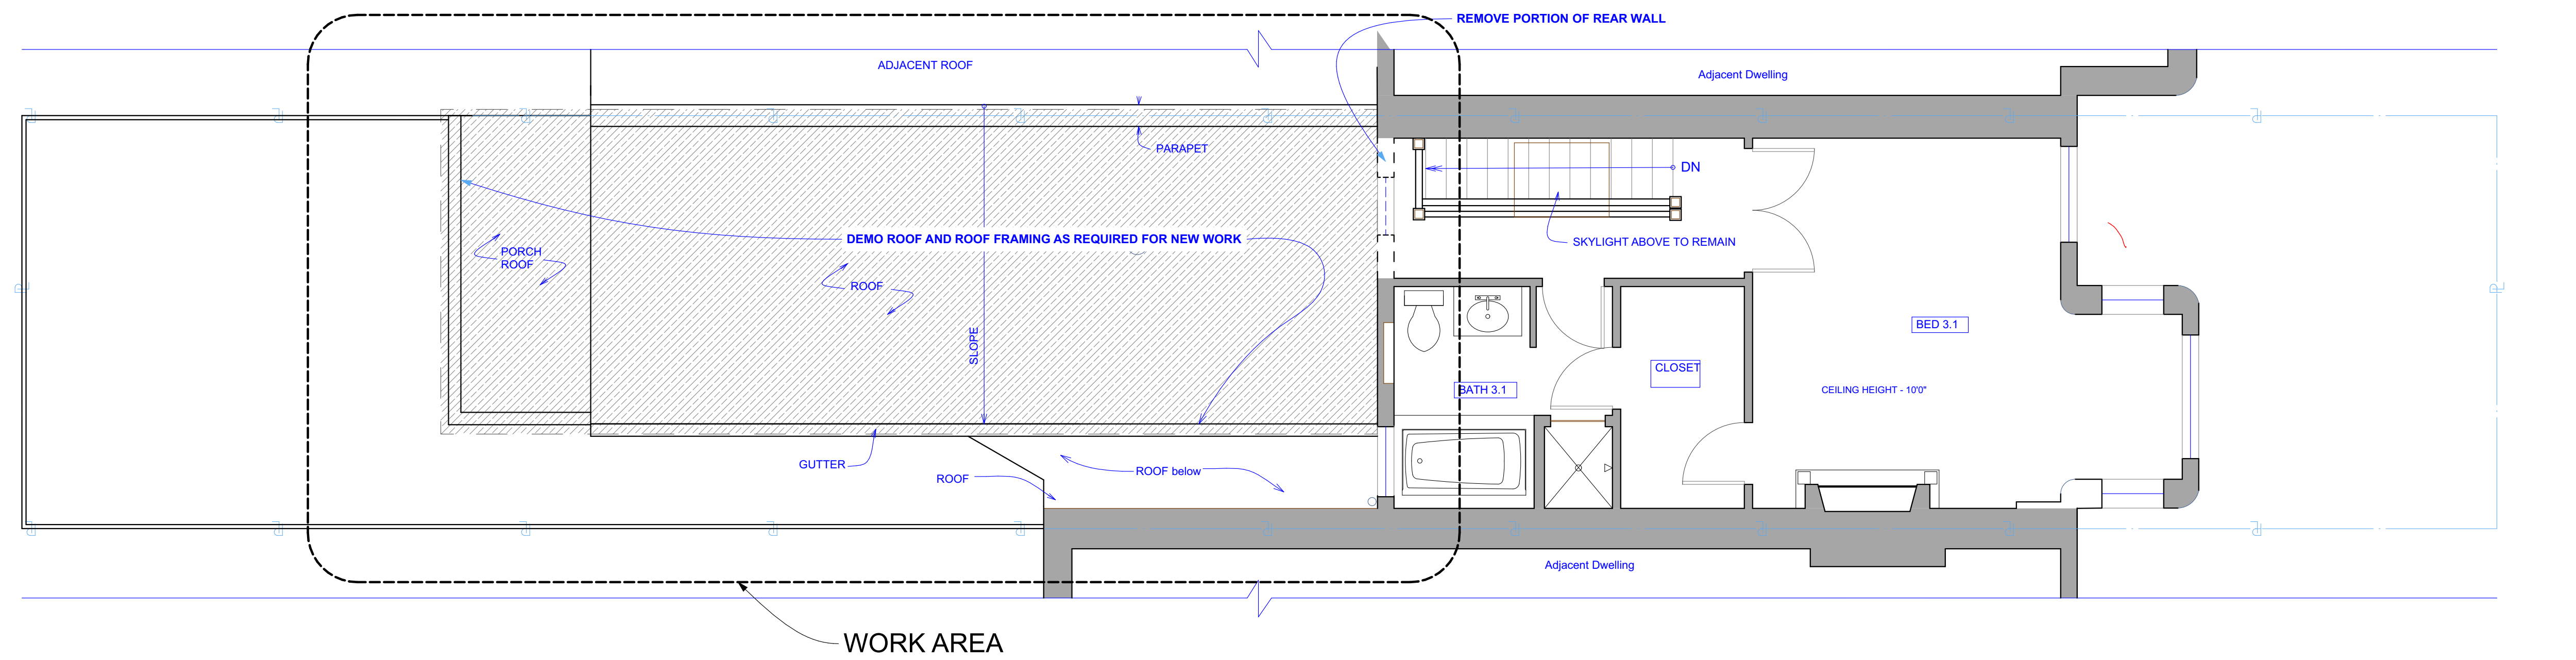 REMOVE PORTION OF REAR WALL
ADJACENT ROOF
Adjacent Dwelling
PARAPET
DN
DEMO ROOF AND ROOF FRAMING AS REQUIRED FOR NEW WORK
SKYLIGHT ABOVE TO REMAIN
PORCH
ROOF
ROOF
SLOPE
BED 3.1
CLOSET
BATH 3.1
CEILING HEIGHT - 10'0"
GUTTER
ROOF
ROOF below
Adjacent Dwelling
WORK AREA